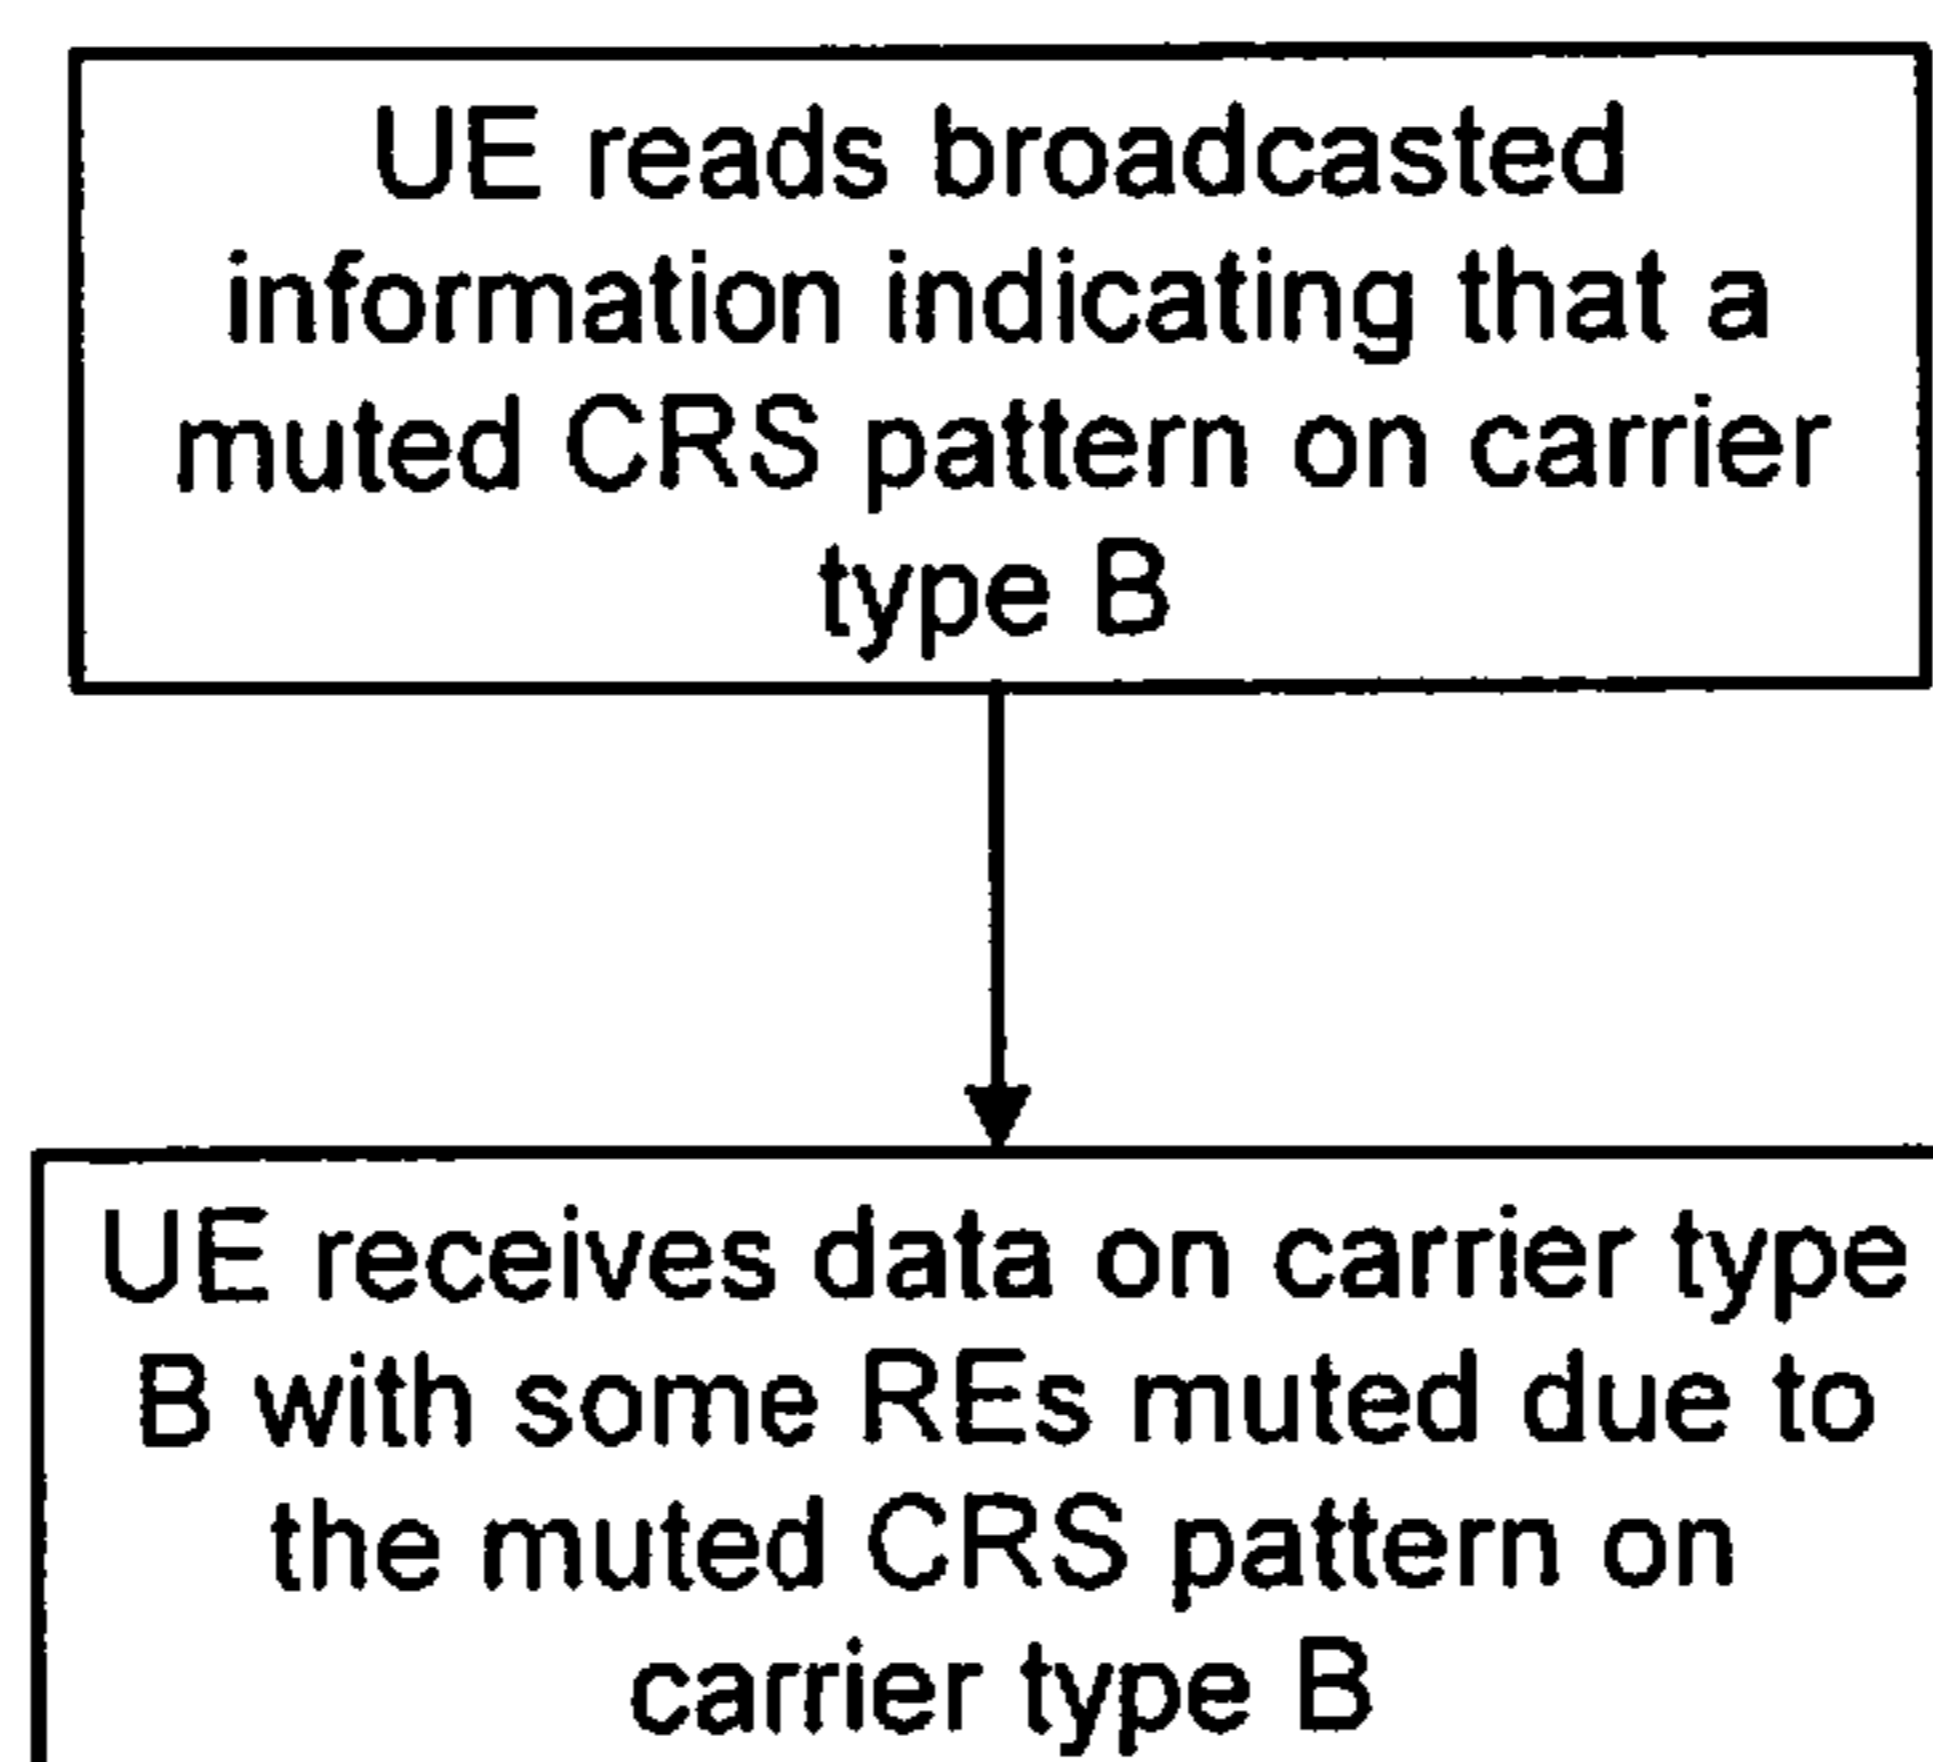 UE reads broadcasted
information indicating that a
muted CRS pattern on carrier
type B
UE receives data on carrier type
B with some REs muted due to
the muted CRS pattern on
carrier type B